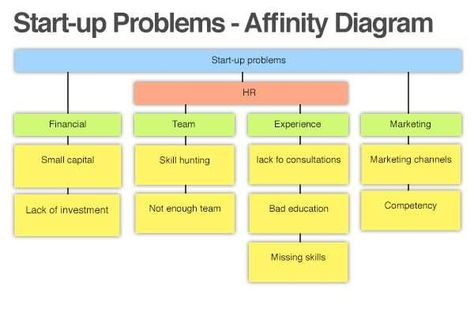 Start-up Problems - Affinity Diagram
Start-up problems
HR
Financial
Team
Experience
Marketing
Small capital
Skill hunting
lack fo consultations
Marketing channels
Lack of investment
Not enough team
Bad education
Competency
Missing skills